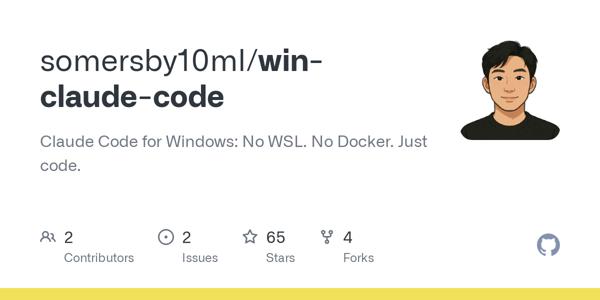 somersby10ml/win-
claude-code
Claude Code for Windows: No WSL. No Docker. Just
code.
2
Contributors
2
Issues
65
Stars
4
Forks